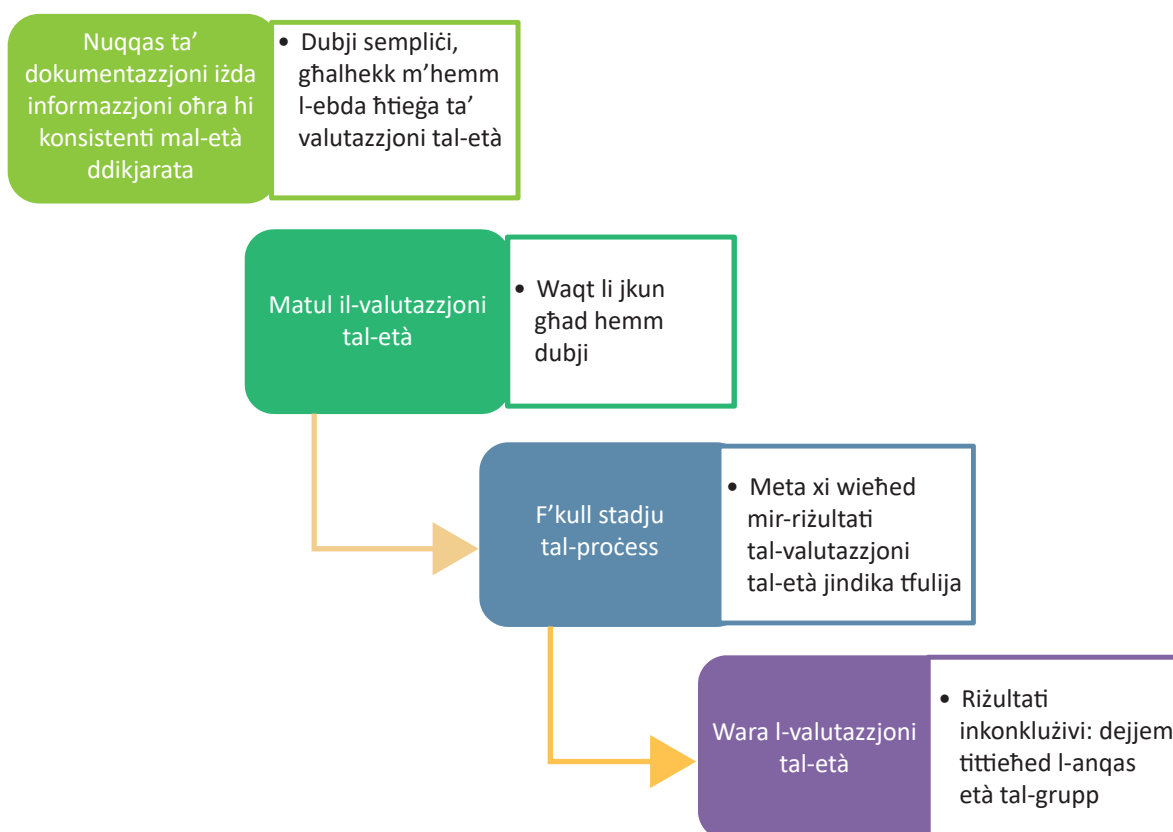 Nuqqas ta’
dokumentazzjoni iżda
informazzjoni oħra hi
konsistenti mal-età
ddikjarata
• Dubji sempliċi,
għalhekk m’hemm
l-ebda ħtieġa ta’
valutazzjoni tal-età
Matul il-valutazzjoni
tal-età
• Waqt li jkun
għad hemm
dubji
F’kull stadju
tal-proċess
• Meta xi wieħed
mir-riżultati
tal-valutazzjoni
tal-età jindika tfulija
Wara l-valutazzjoni
tal-età
• Riżultati
inkonklużivi: dejjem
tittieħed l-anqas
età tal-grupp